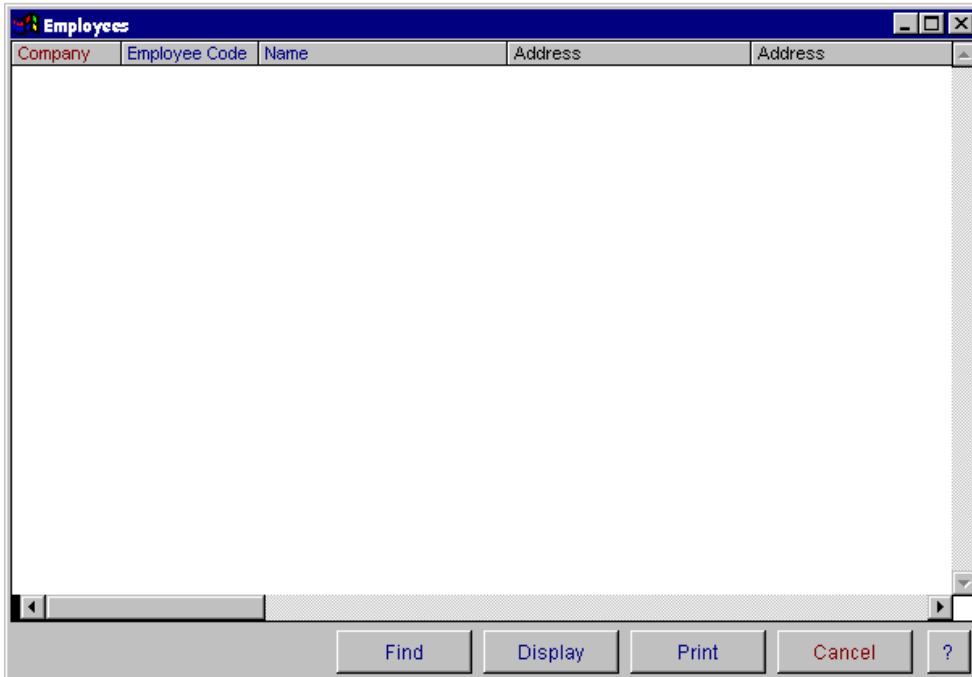 Employees
Company Employee Code Name Address Address
Find Display Print Cancel ?